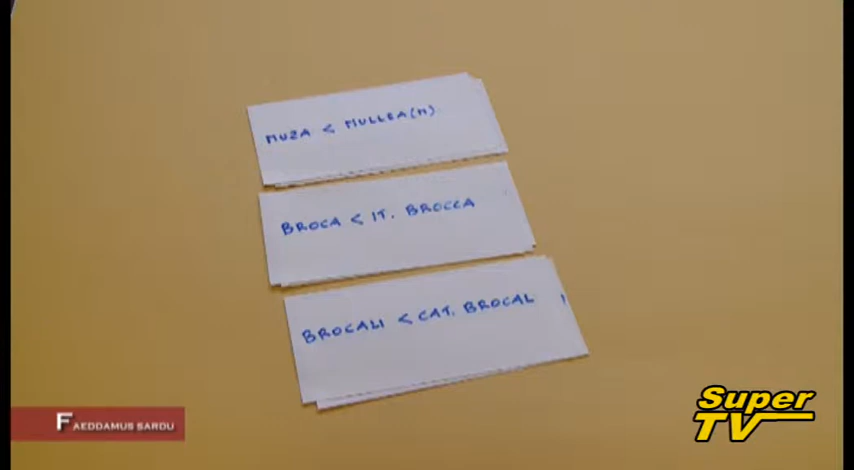 MUZA < MULLEA(M)
BROCA < IT. BROCCA
BROCALI < CAT. BROCAL
FAEDDAMUS SARDU
Super
TV